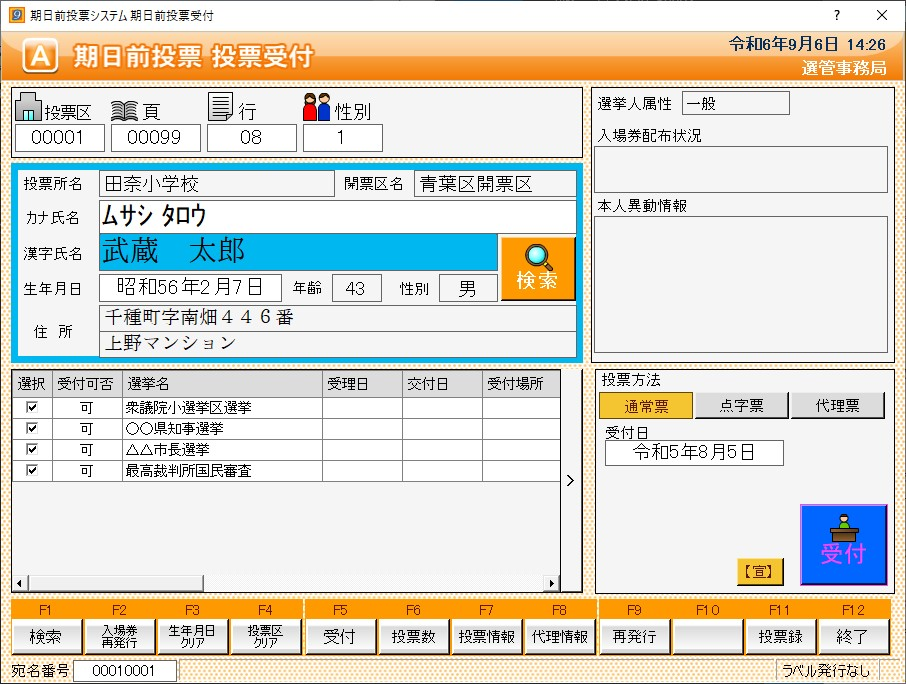 期日前投票システム 期日前投票受付
? ×
A 期日前投票 投票受付
令和6年9月6日 14:26
選管事務局
投票区 頁 行 性別
00001 00099 08 1
選挙人属性 一般
入場券配布状況
本人異動情報
投票所名 田奈小学校 開票区名 青葉区開票区
カナ氏名 ムサシ タロウ
漢字氏名 武蔵 太郎
検索
生年月日 昭和56年2月7日 年齢 43 性別 男
住 所 千種町字南畑446番
上野マンション
選択 受付可否 選挙名 受理日 交付日 受付場所
可 衆議院小選挙区選挙
可 ○○県知事選挙
可 △△市長選挙
可 最高裁判所国民審査
投票方法
通常票 点字票 代理票
受付日
令和5年8月5日
受付
【宣】
F1 F2 F3 F4 F5 F6 F7 F8 F9 F10 F11 F12
検索 入場券再発行 生年月日クリア 投票区クリア 受付 投票数 投票情報 代理情報 再発行 投票録 終了
宛名番号 00010001
ラベル発行なし